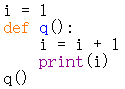 i = 1
def q():
    i = i + 1
    print(i)
q()